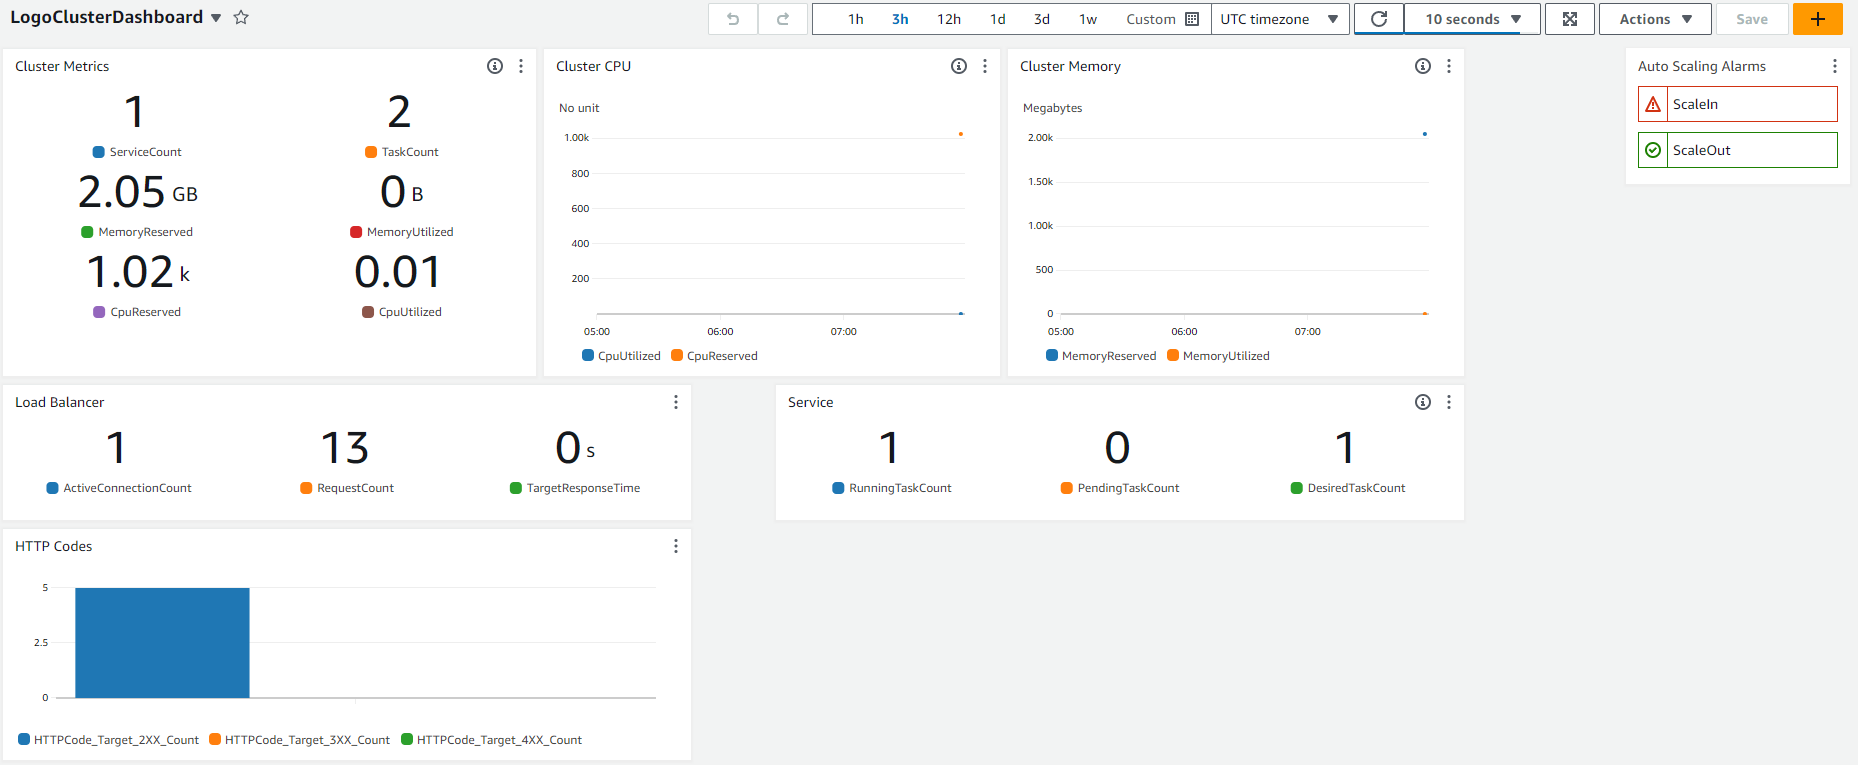 LogoClusterDashboard
1h 3h 12h 1d 3d 1w Custom UTC timezone 10 seconds Actions Save +
Cluster Metrics
1 2
ServiceCount TaskCount
2.05 GB 0 B
MemoryReserved MemoryUtilized
1.02 k 0.01
CpuReserved CpuUtilized
Cluster CPU
No unit
1.00k
800
600
400
200
05:00 06:00 07:00
CpuUtilized CpuReserved
Cluster Memory
Megabytes
2.00k
1.50k
1.00k
500
0
05:00 06:00 07:00
MemoryReserved MemoryUtilized
Auto Scaling Alarms
ScaleIn
ScaleOut
Load Balancer
1 13 0 s
ActiveConnectionCount RequestCount TargetResponseTime
Service
1 0 1
RunningTaskCount PendingTaskCount DesiredTaskCount
HTTP Codes
5
2.5
0
HTTPCode_Target_2XX_Count HTTPCode_Target_3XX_Count HTTPCode_Target_4XX_Count